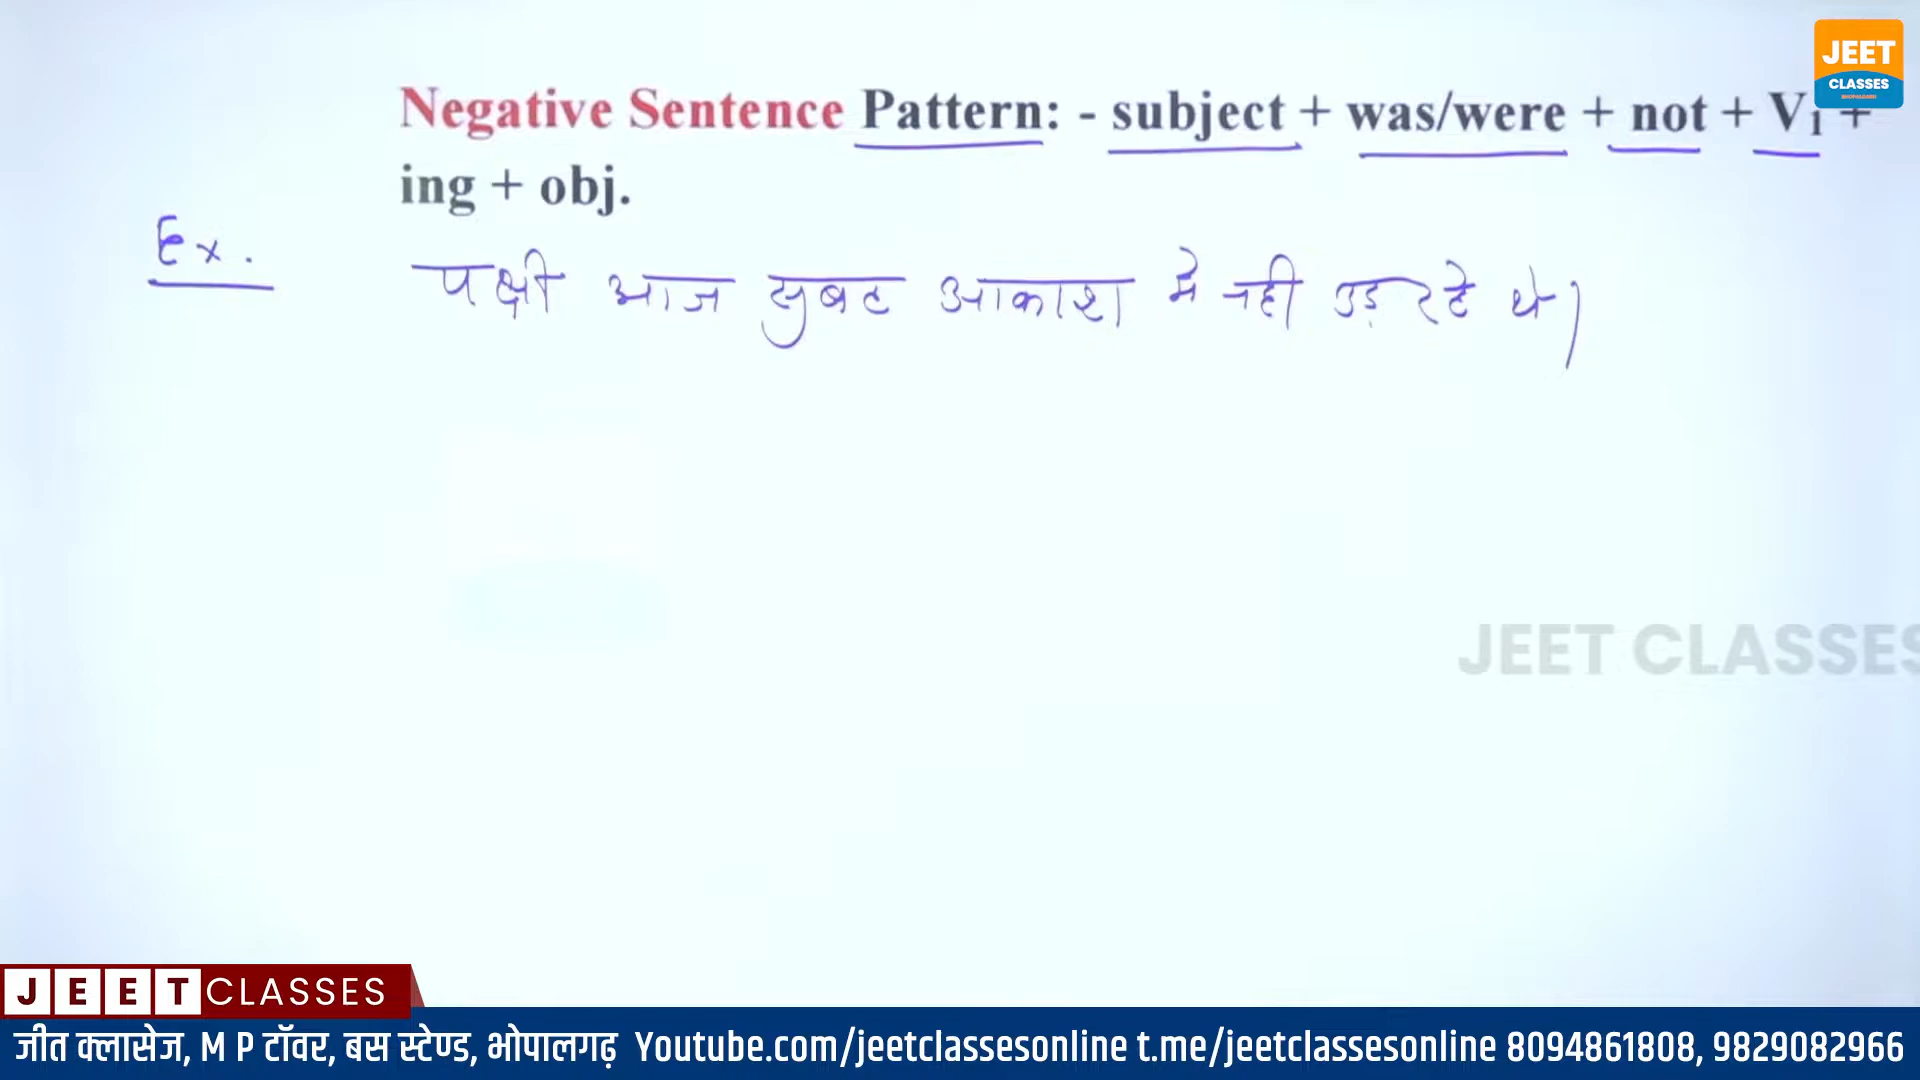 JEET
CLASSES
Negative Sentence Pattern: - subject + was/were + not + V1 +
ing + obj.
Ex.
पक्षी आज सुबह आकाश मे नही उड़ रहे थे।
JEET CLASSES
JEET CLASSES
जीत क्लासेज, M P टॉवर, बस स्टेण्ड, भोपालगढ़ Youtube.com/jeetclassesonline t.me/jeetclassesonline 8094861808, 9829082966